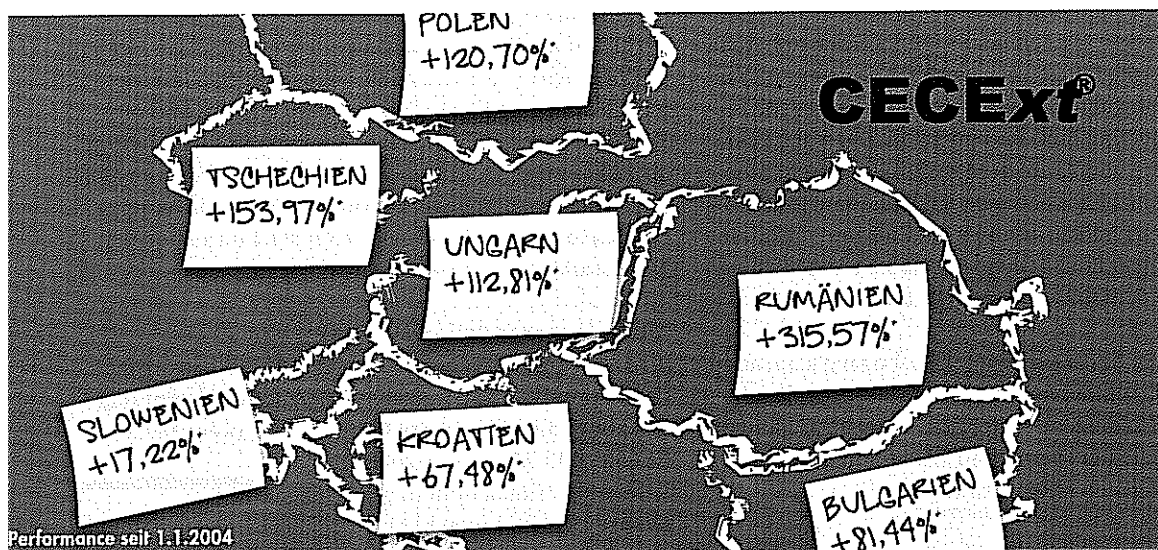 POLEN
+120,70%*
CECExt®
TSCHECHIEN
+153,97%*
UNGARN
+112,81%*
RUMÄNIEN
+315,57%*
SLOWENIEN
+17,22%*
KROATIEN
+67,48%*
BULGARIEN
+81,44%*
Performance seit 1.1.2004